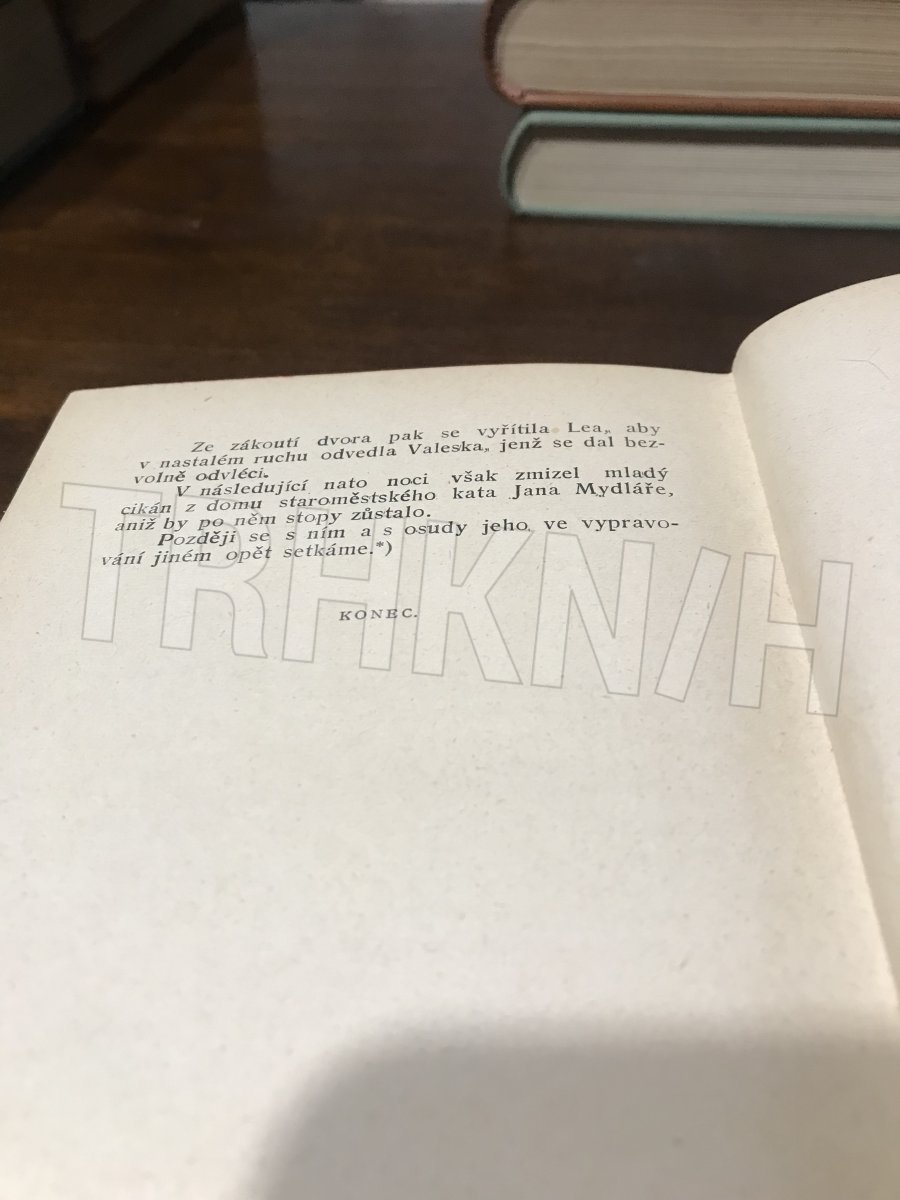 Ze zákoutí dvora pak se vyřítila Lea, aby
v nastalém ruchu odvedla Valeska, jenž se dal bez-
volně odvléci.
V následující nato noci však zmizel mladý
cikán z domu staroměstského kata Jana Mydláře,
aniž by po něm stopy zůstalo.
Později se s ním a s osudy jeho ve vypravo-
vání jiném opět setkáme.*)
KONEC.
TRHKNIH